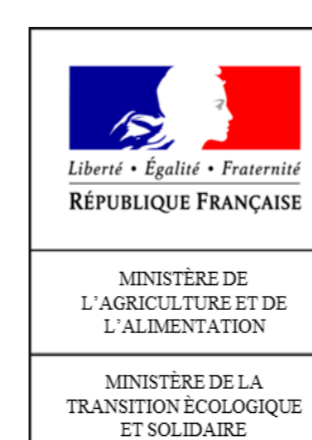 Liberté • Égalité • Fraternité
RÉPUBLIQUE FRANÇAISE
MINISTÈRE DE
L’AGRICULTURE ET DE
L’ALIMENTATION
MINISTÈRE DE LA
TRANSITION ÈCOLOGIQUE
ET SOLIDAIRE